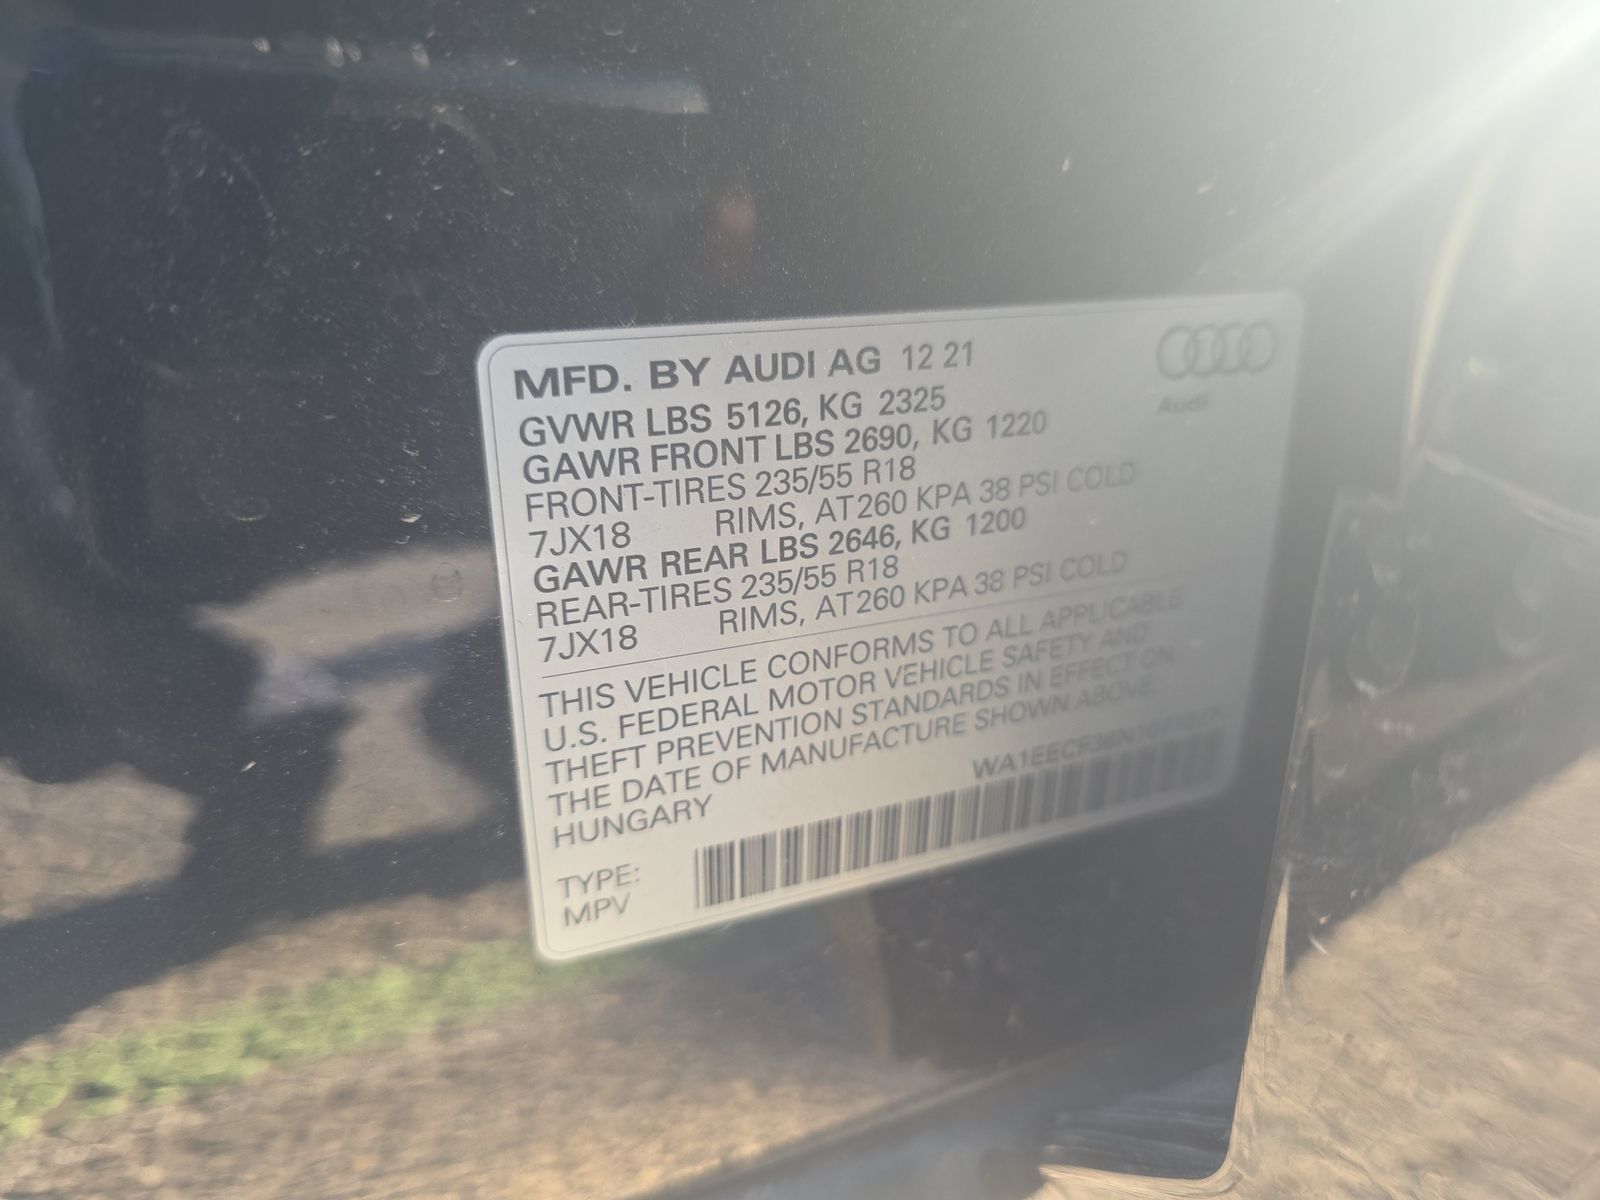 MFD. BY AUDI AG 12 21
Audi
GVWR LBS 5126, KG 2325
GAWR FRONT LBS 2690, KG 1220
FRONT-TIRES 235/55 R18
7JX18 RIMS, AT260 KPA 38 PSI COLD
GAWR REAR LBS 2646, KG 1200
REAR-TIRES 235/55 R18
7JX18 RIMS, AT260 KPA 38 PSI COLD
THIS VEHICLE CONFORMS TO ALL APPLICABLE
U.S. FEDERAL MOTOR VEHICLE SAFETY AND
THEFT PREVENTION STANDARDS IN EFFECT ON
THE DATE OF MANUFACTURE SHOWN ABOVE
HUNGARY
TYPE:
MPV